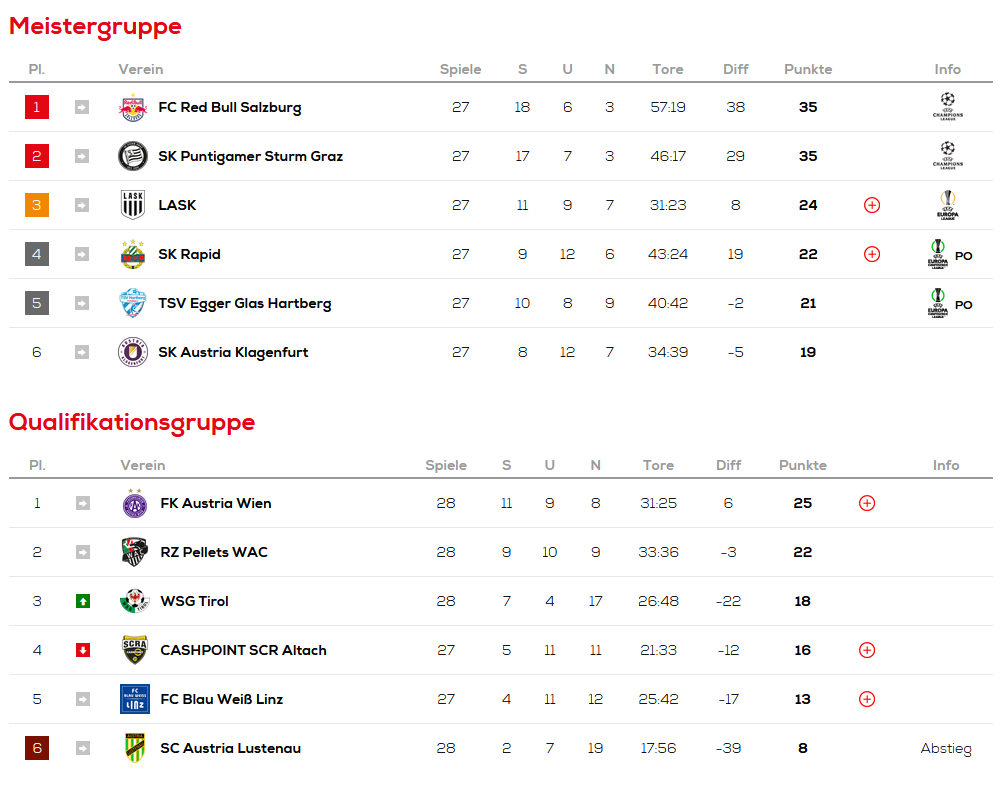 Meistergruppe
Pl. Verein Spiele S U N Tore Diff Punkte Info
1 FC Red Bull Salzburg 27 18 6 3 57:19 38 35 CHAMPIONS LEAGUE
2 SK Puntigamer Sturm Graz 27 17 7 3 46:17 29 35 CHAMPIONS LEAGUE
3 LASK LASK 27 11 9 7 31:23 8 24 EUROPA LEAGUE
4 SK Rapid 27 9 12 6 43:24 19 22 EUROPA CONFERENCE LEAGUE PO
5 TSV Egger Glas Hartberg 27 10 8 9 40:42 -2 21 EUROPA CONFERENCE LEAGUE PO
6 SK Austria Klagenfurt 27 8 12 7 34:39 -5 19
Qualifikationsgruppe
Pl. Verein Spiele S U N Tore Diff Punkte Info
1 FK Austria Wien 28 11 9 8 31:25 6 25
2 WAC RZ Pellets WAC 28 9 10 9 33:36 -3 22
3 WSG Tirol 28 7 4 17 26:48 -22 18
4 SCRA CASHPOINT SCR Altach 27 5 11 11 21:33 -12 16
5 FC BLAU WEISS LINZ FC Blau Weiß Linz 27 4 11 12 25:42 -17 13
6 SC Austria Lustenau 28 2 7 19 17:56 -39 8 Abstieg